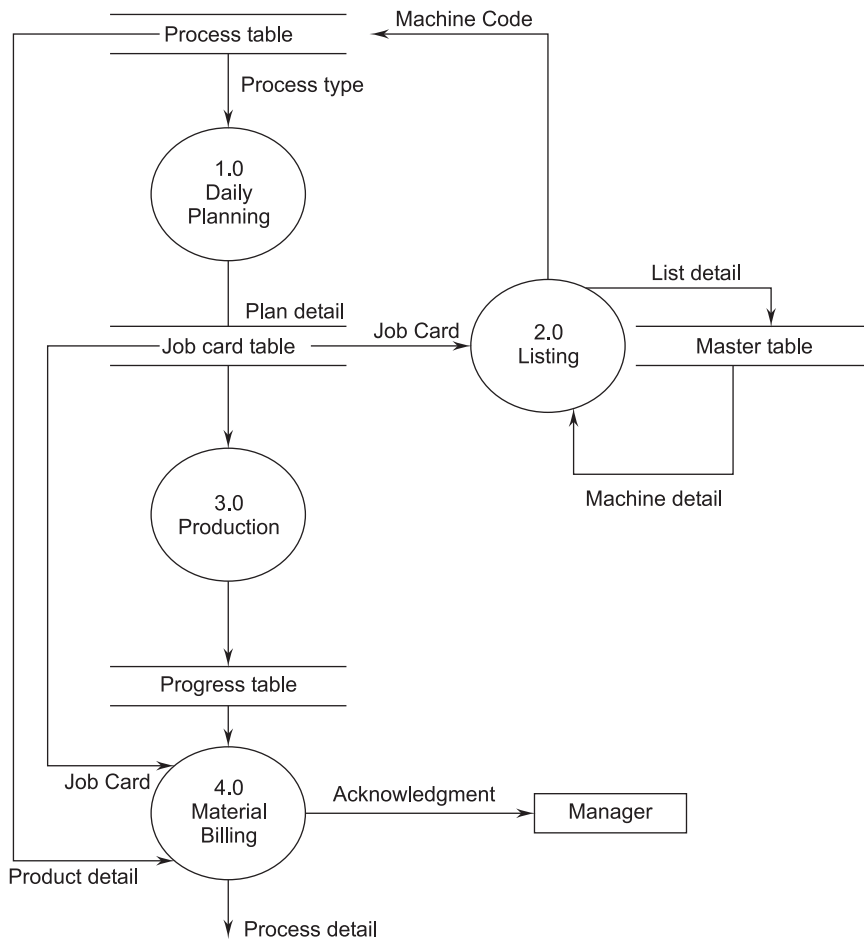 Machine Code
Process table
Process type
1.0
Daily
Planning
List detail
Plan detail
Job Card
Job card table
2.0
Listing
Master table
Machine detail
3.0
Production
Progress table
Job Card
4.0
Material
Billing
Acknowledgment
Manager
Product detail
Process detail